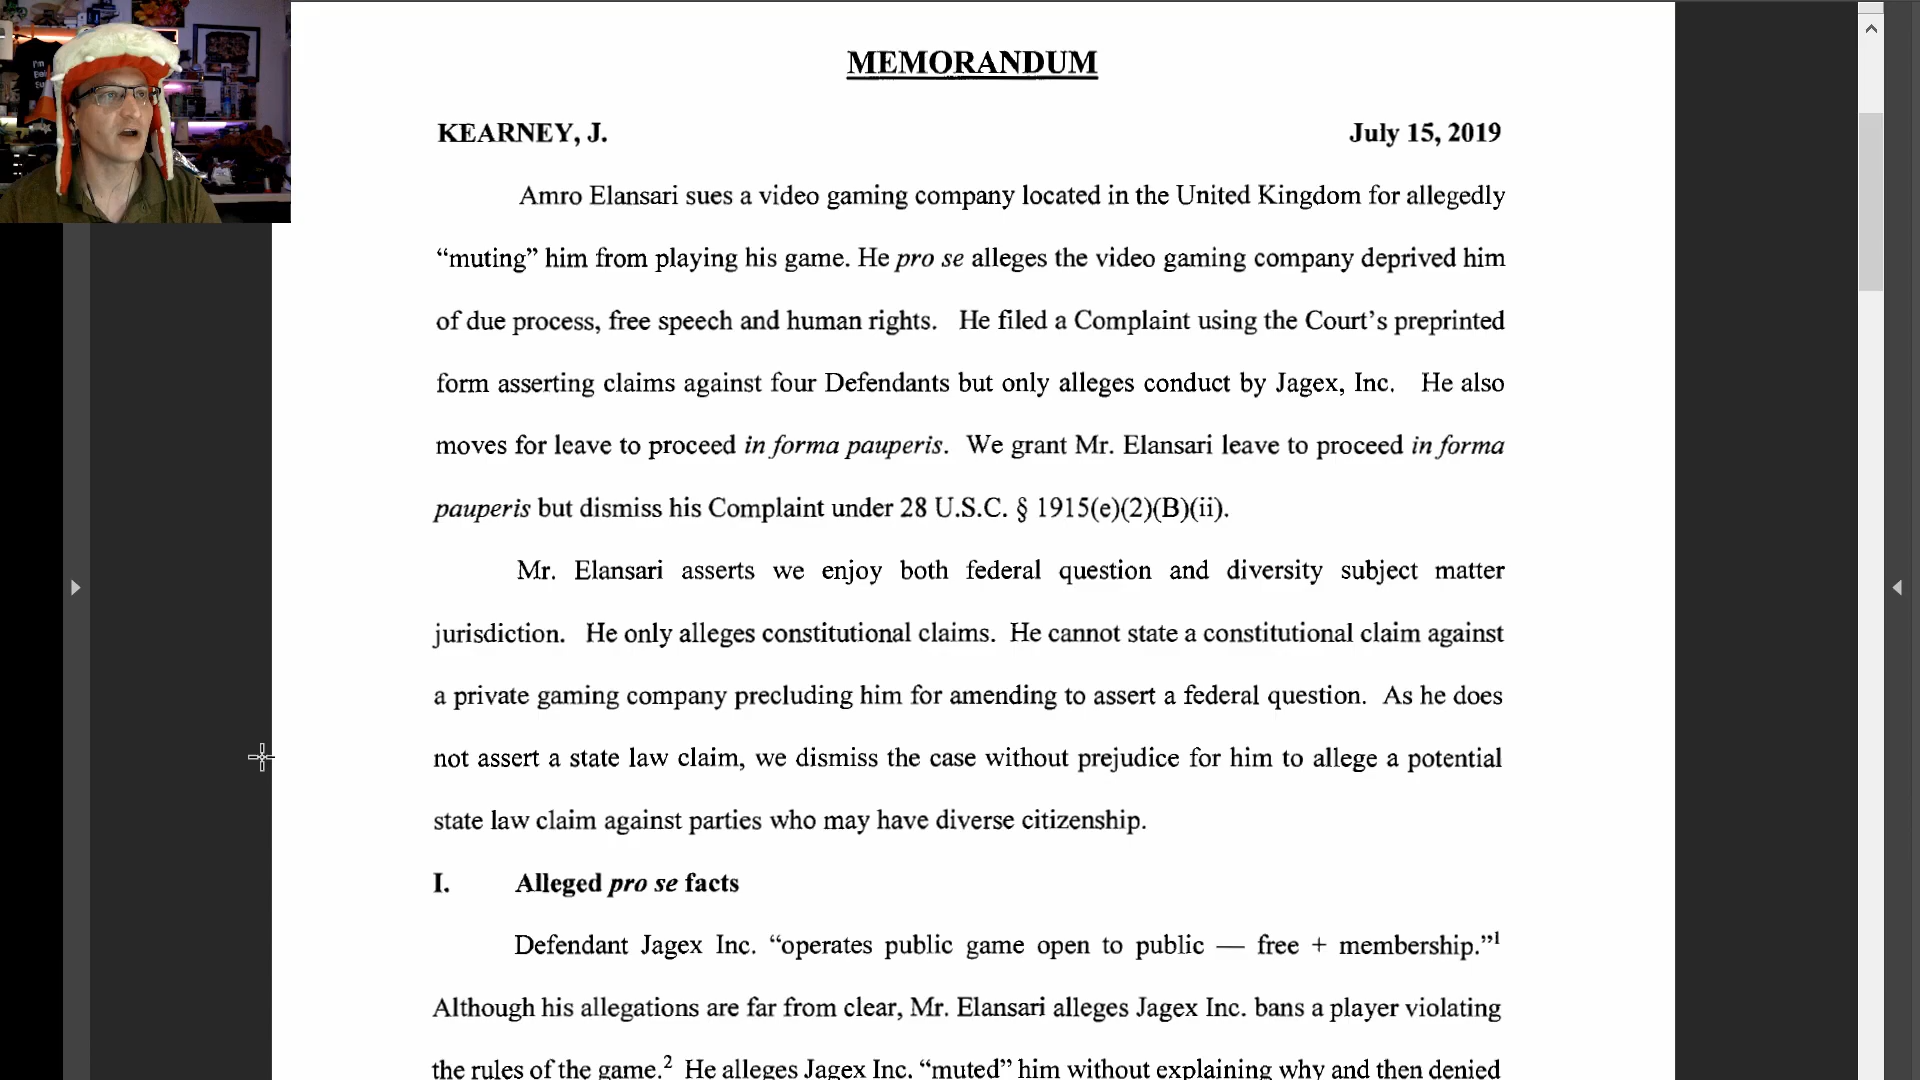 MEMORANDUM
KEARNEY, J. July 15, 2019
Amro Elansari sues a video gaming company located in the United Kingdom for allegedly
“muting” him from playing his game. He pro se alleges the video gaming company deprived him
of due process, free speech and human rights. He filed a Complaint using the Court’s preprinted
form asserting claims against four Defendants but only alleges conduct by Jagex, Inc. He also
moves for leave to proceed in forma pauperis. We grant Mr. Elansari leave to proceed in forma
pauperis but dismiss his Complaint under 28 U.S.C. § 1915(e)(2)(B)(ii).
Mr. Elansari asserts we enjoy both federal question and diversity subject matter
jurisdiction. He only alleges constitutional claims. He cannot state a constitutional claim against
a private gaming company precluding him for amending to assert a federal question. As he does
not assert a state law claim, we dismiss the case without prejudice for him to allege a potential
state law claim against parties who may have diverse citizenship.
I. Alleged pro se facts
Defendant Jagex Inc. “operates public game open to public — free + membership.”1
Although his allegations are far from clear, Mr. Elansari alleges Jagex Inc. bans a player violating
the rules of the game.2 He alleges Jagex Inc. “muted” him without explaining why and then denied